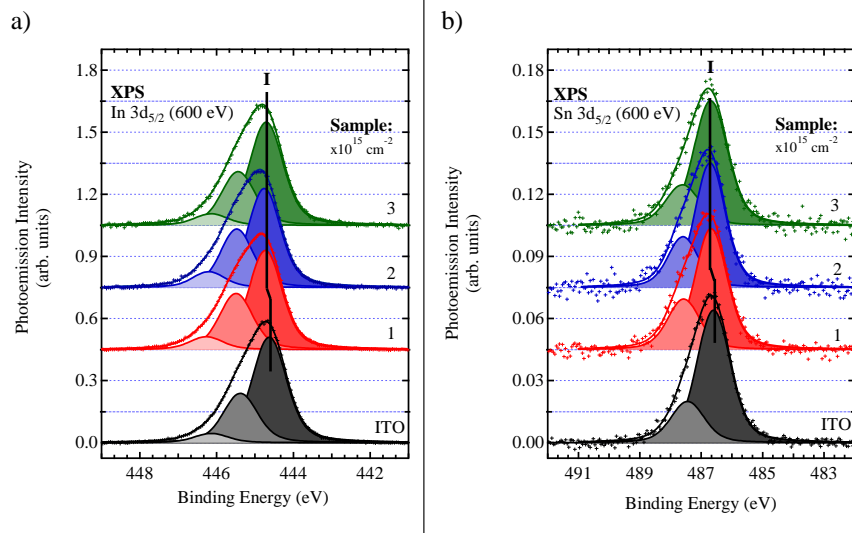 a)
I
XPS
In 3d5/2 (600 eV)
Sample:
x10^15 cm^-2
1.8
1.5
1.2
0.9
0.6
0.3
0.0
3
2
1
ITO
448
446
444
442
Photoemission Intensity
(arb. units)
Binding Energy (eV)
b)
I
XPS
Sn 3d5/2 (600 eV)
Sample:
x10^15 cm^-2
0.18
0.15
0.12
0.09
0.06
0.03
0.00
3
2
1
ITO
491
489
487
485
483
Photoemission Intensity
(arb. units)
Binding Energy (eV)